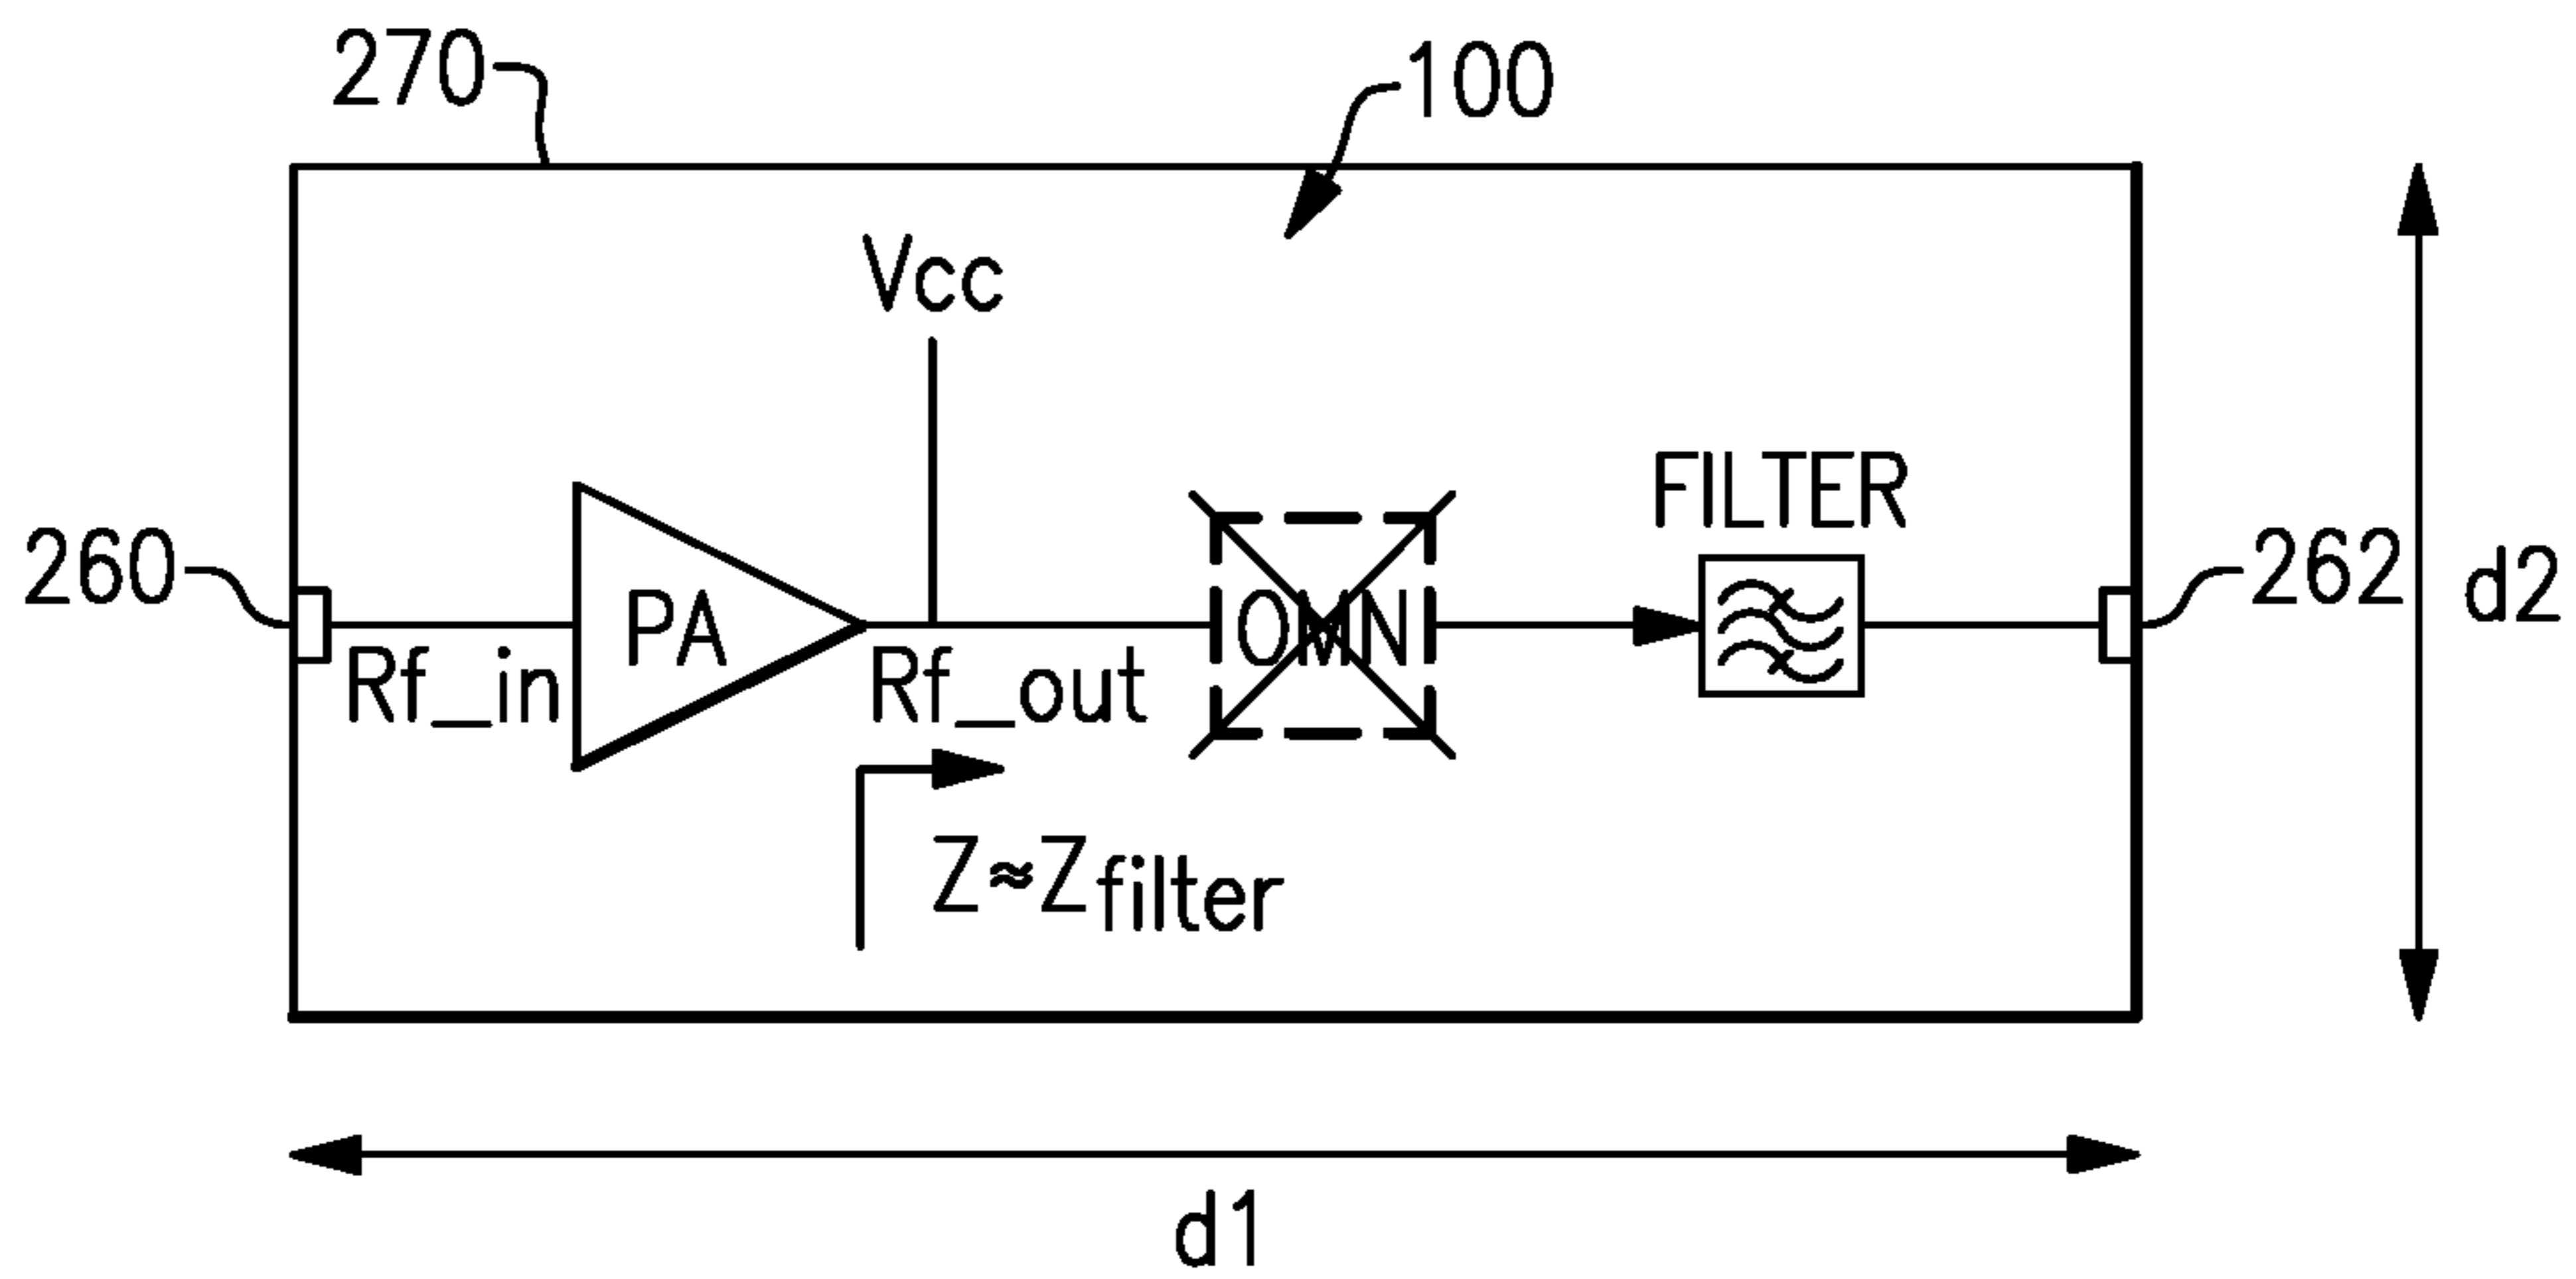 270
100
Vcc
FILTER
260
262
d2
PA
OMN
Rf_in
Rf_out
Z≈Zfilter
d1